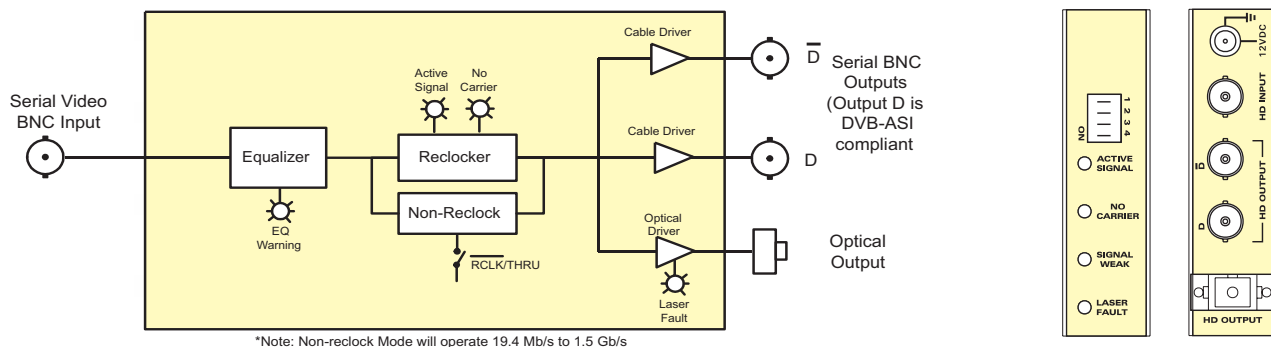 Serial Video
BNC Input
Equalizer
EQ
Warning
Active
Signal
No
Carrier
Reclocker
Non-Reclock
RCLK/THRU
Cable Driver
Cable Driver
Optical
Driver
Laser
Fault
D
Serial BNC
Outputs
(Output D is
DVB-ASI
compliant
D
Optical
Output
*Note: Non-reclock Mode will operate 19.4 Mb/s to 1.5 Gb/s
1
2
3
4
NO
ACTIVE
SIGNAL
NO
CARRIER
SIGNAL
WEAK
LASER
FAULT
12VDC
HD INPUT
D
HD OUTPUT
D
HD OUTPUT